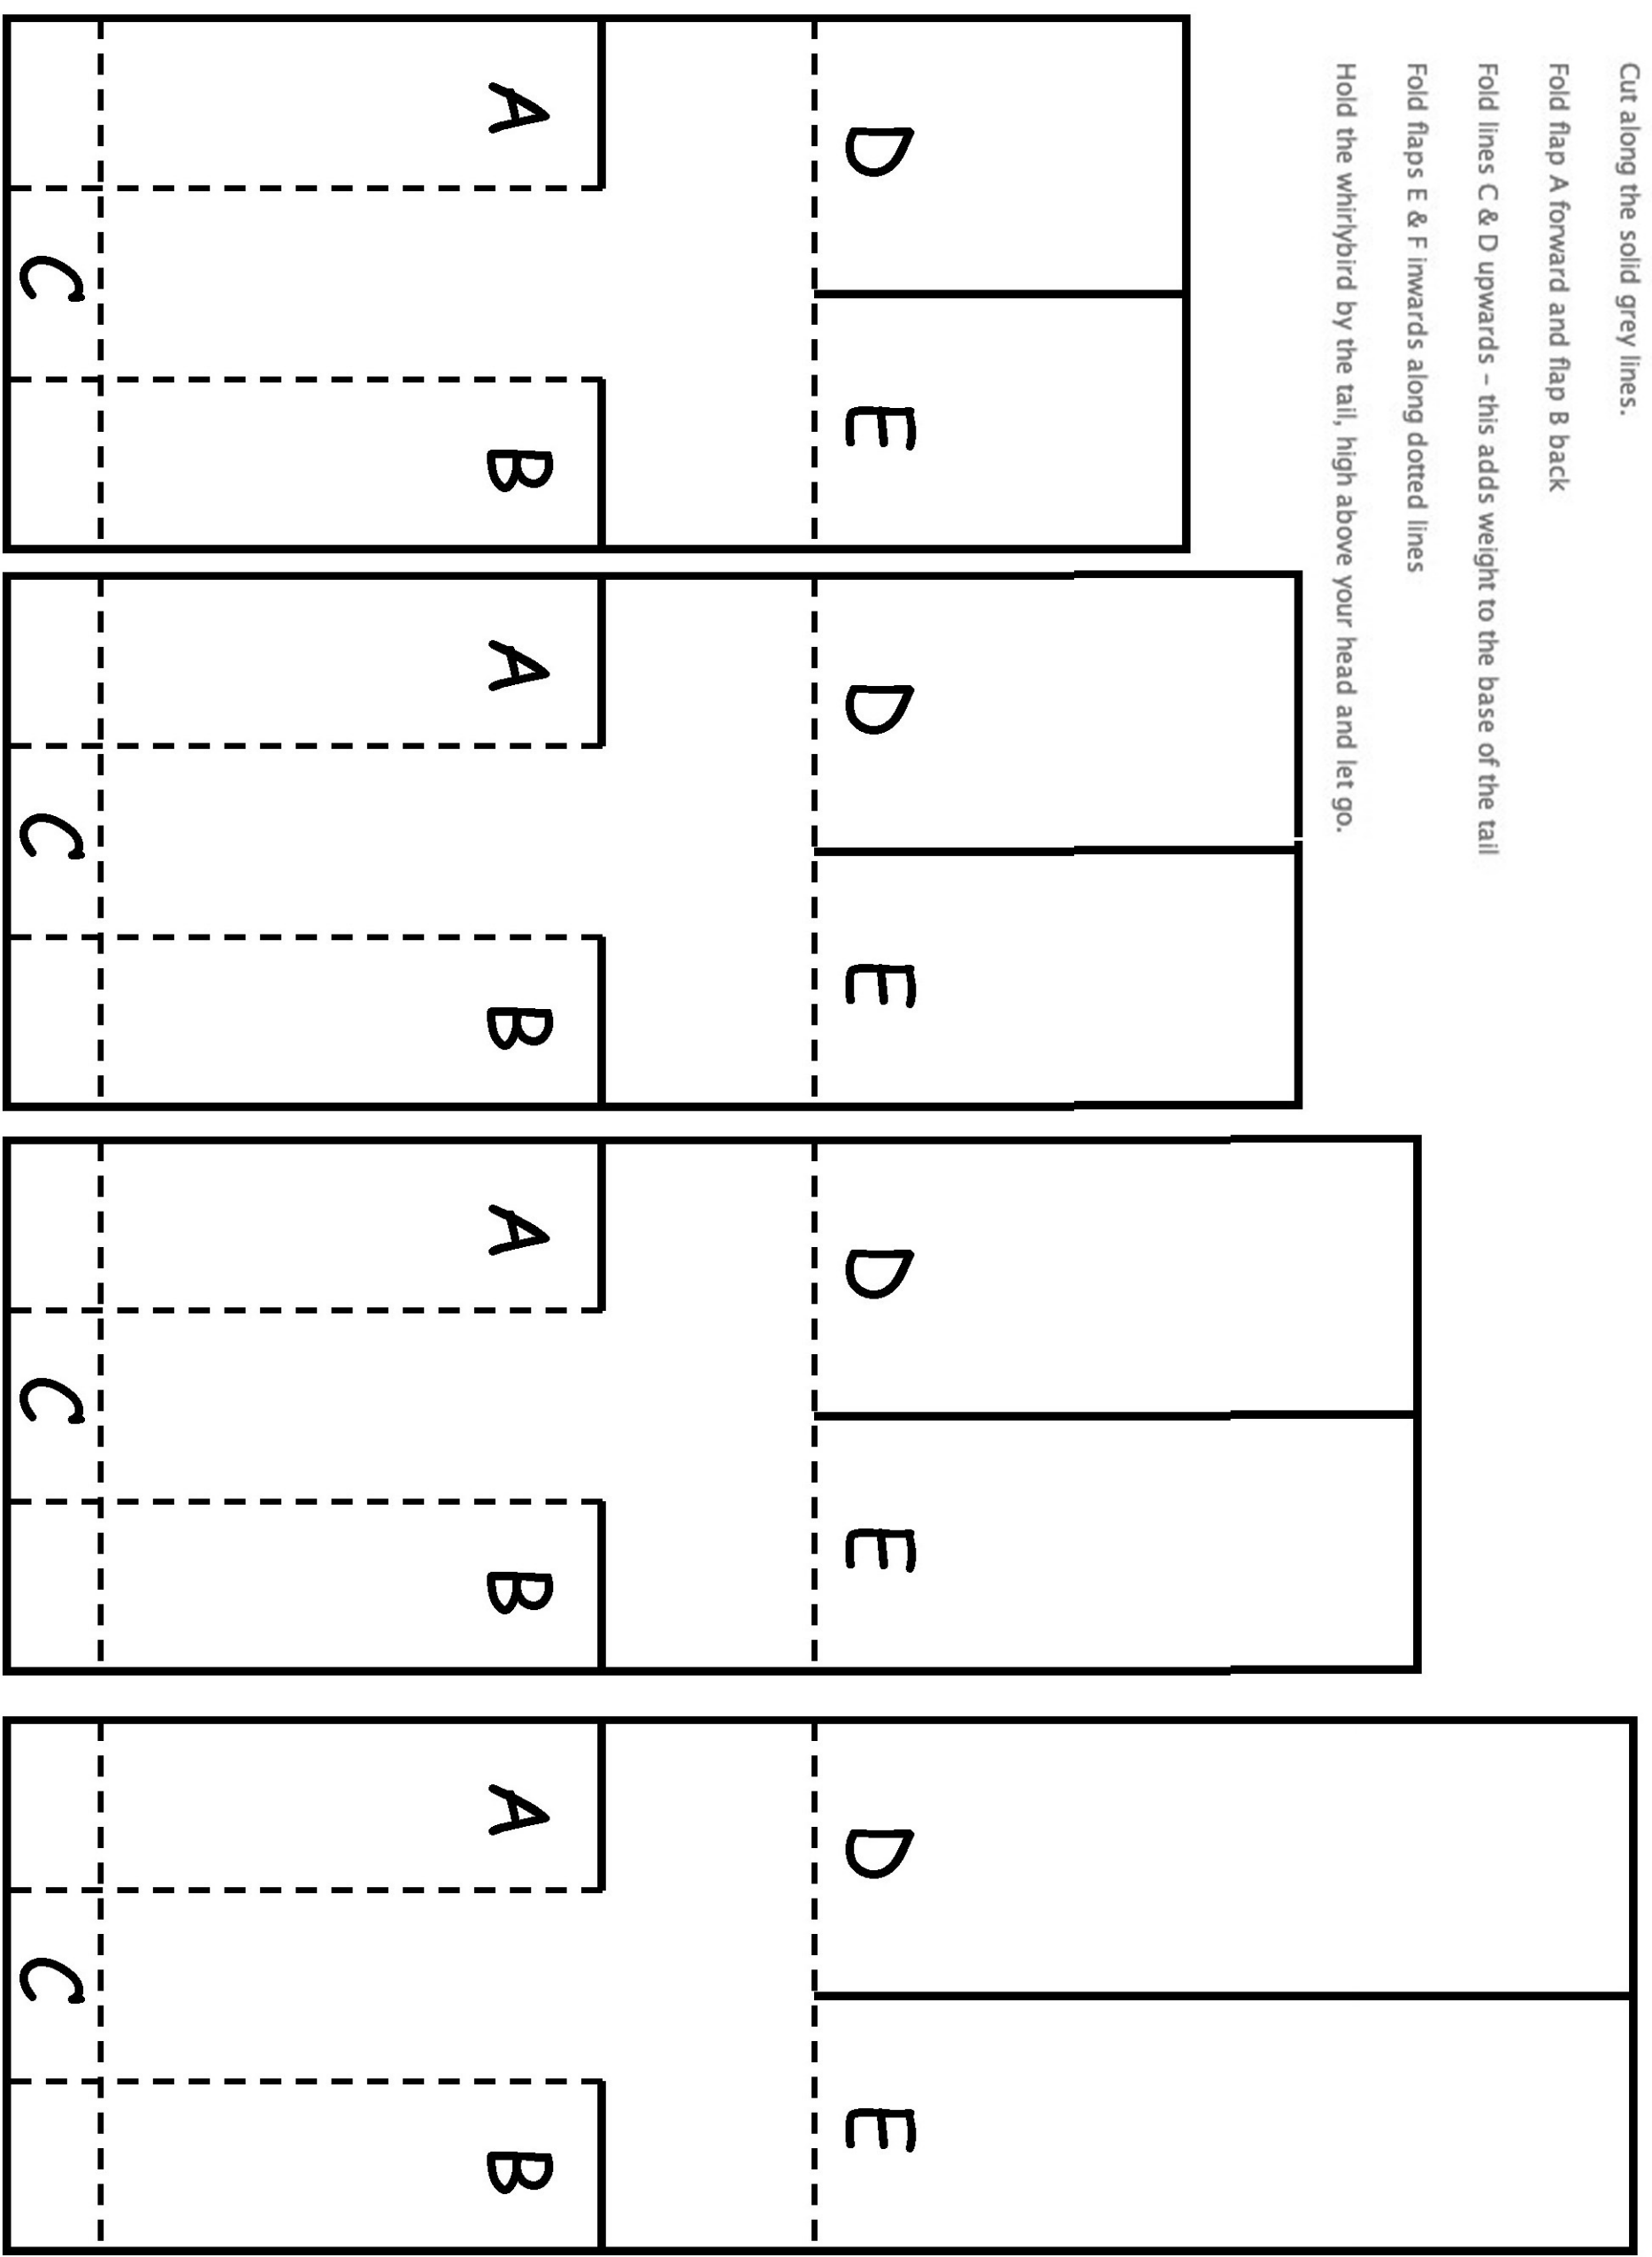 Cut along the solid grey lines.
Fold flap A forward and flap B back
Fold lines C & D upwards – this adds weight to the base of the tail
Fold flaps E & F inwards along dotted lines
Hold the whirlybird by the tail, high above your head and let go.
D E
A B
C
D E
A B
C
D E
A B
C
D E
A B
C